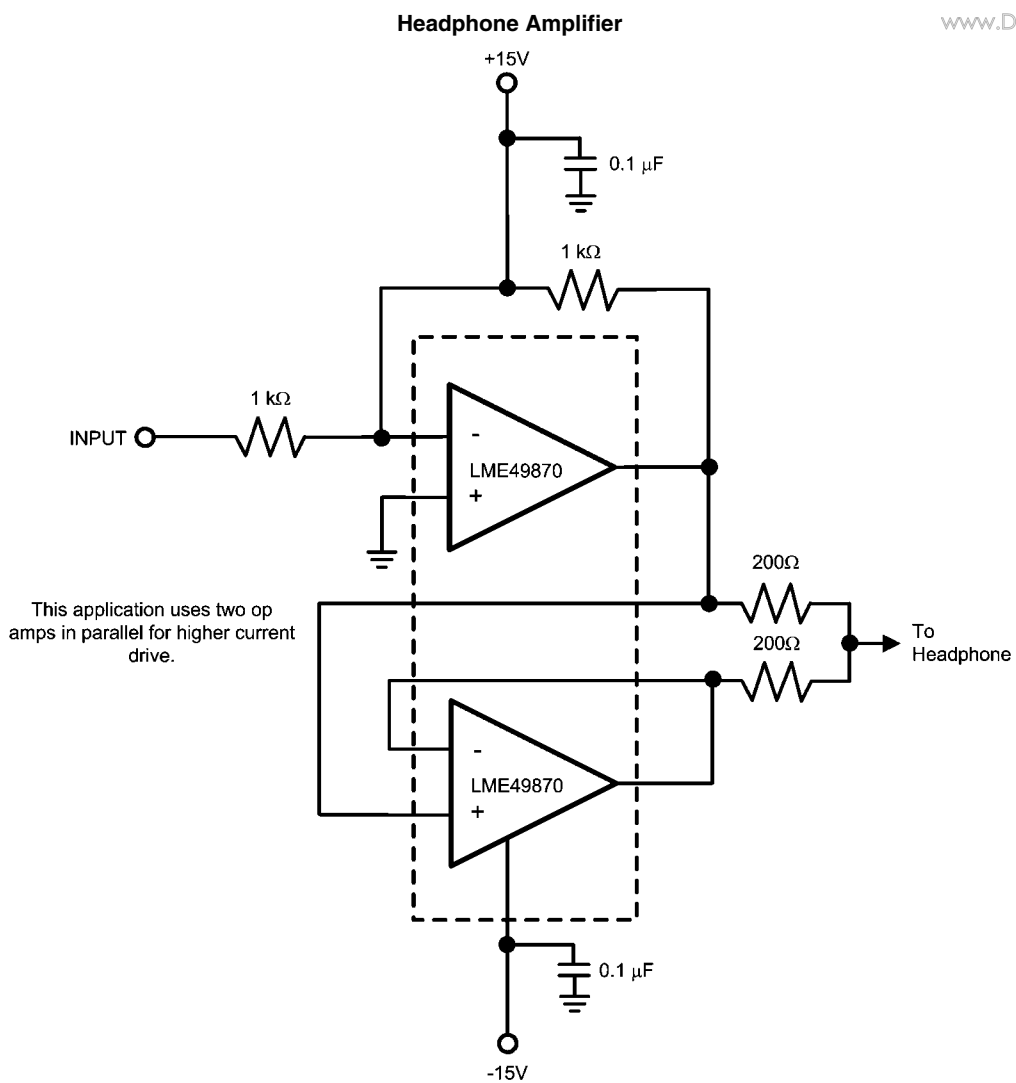 Headphone Amplifier
www.D
+15V
0.1 μF
1 kΩ
1 kΩ
INPUT
-
LME49870
+
200Ω
This application uses two op
amps in parallel for higher current
drive.
200Ω
To
Headphone
-
LME49870
+
0.1 μF
-15V